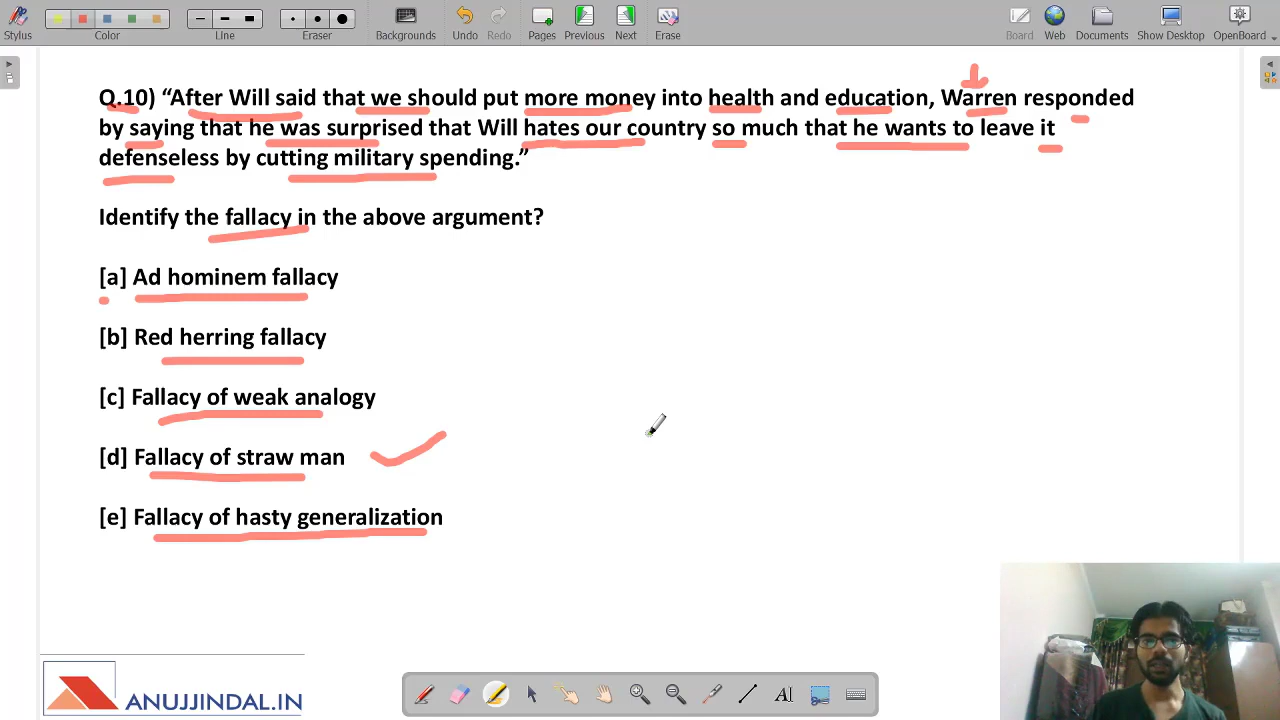 Stylus Color Line Eraser Backgrounds Undo Redo Pages Previous Next Erase Board Web Documents Show Desktop OpenBoard
Q.10) “After Will said that we should put more money into health and education, Warren responded
by saying that he was surprised that Will hates our country so much that he wants to leave it
defenseless by cutting military spending.”
Identify the fallacy in the above argument?
[a] Ad hominem fallacy
[b] Red herring fallacy
[c] Fallacy of weak analogy
[d] Fallacy of straw man
[e] Fallacy of hasty generalization
ANUJJINDAL.IN